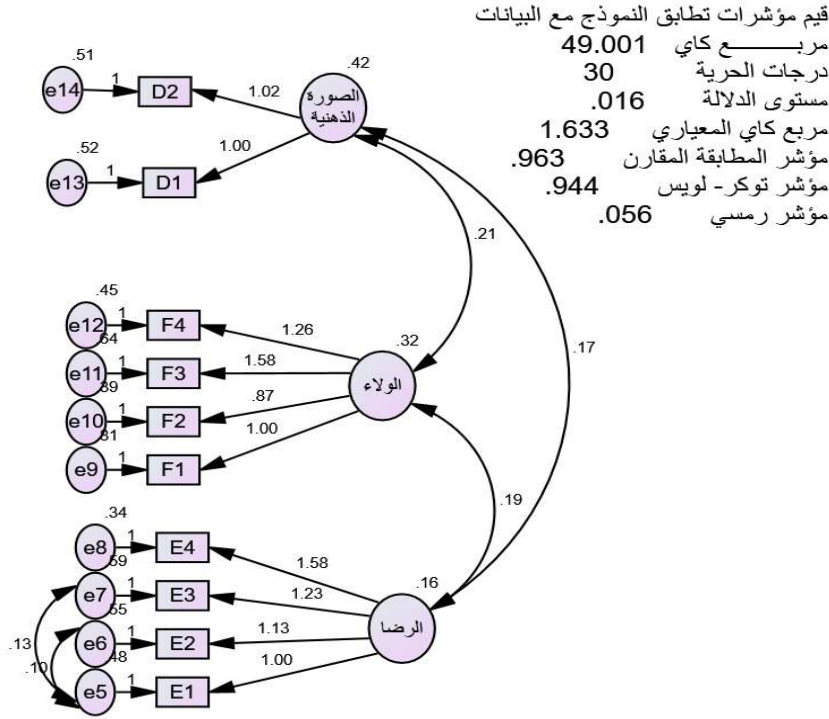 قيم مؤشرات تطابق النموذج مع البيانات
مربـــــــع كاي 49.001
درجات الحرية 30
مستوى الدلالة .016
مربع كاي المعياري 1.633
مؤشر المطابقة المقارن .963
مؤشر توكر- لويس .944
مؤشر رمسي .056
.51
e14 1 D2 1.02
.42
الصورة
الذهنية
.52
e13 1 D1 1.00
.21
.17
.45
e12 1 F4 1.26
.32
.64
e11 1 F3 1.58
الولاء
.39
e10 1 F2 .87
.81
e9 1 F1 1.00
.19
.34
e8 1 E4 1.58
.16
.59
e7 1 E3 1.23
الرضا
.55
e6 1 E2 1.13
.13
.10
.48
e5 1 E1 1.00